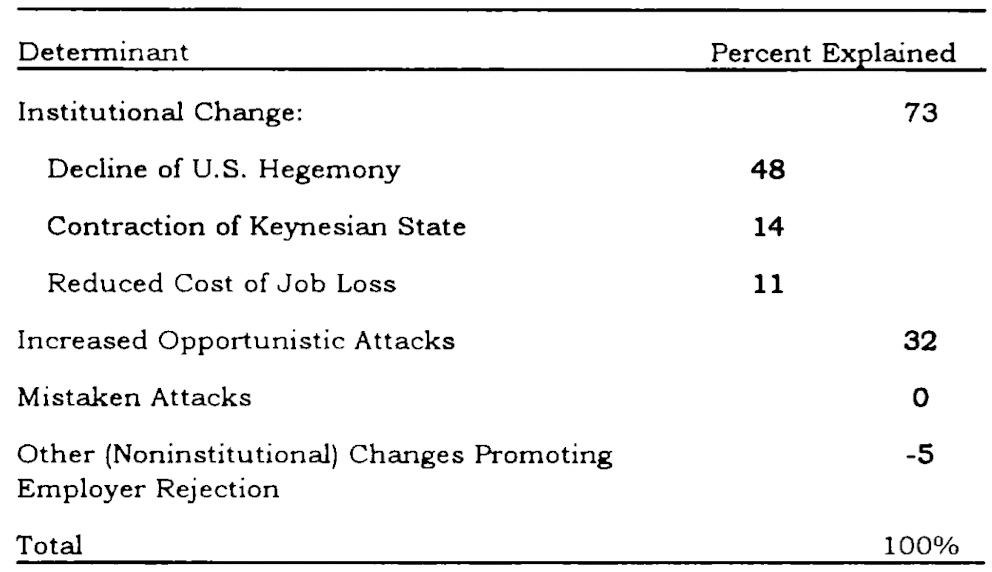 Determinant Percent Explained
Institutional Change: 73
Decline of U.S. Hegemony 48
Contraction of Keynesian State 14
Reduced Cost of Job Loss 11
Increased Opportunistic Attacks 32
Mistaken Attacks 0
Other (Noninstitutional) Changes Promoting -5
Employer Rejection
Total 100%